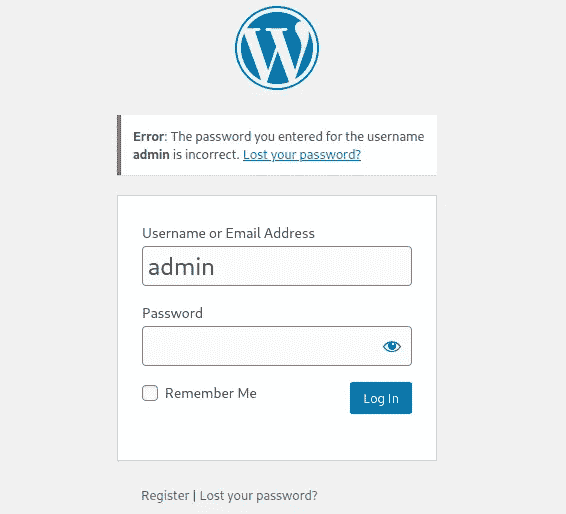 Error: The password you entered for the username
admin is incorrect. Lost your password?
Username or Email Address
admin
Password
Remember Me
Log In
Register | Lost your password?